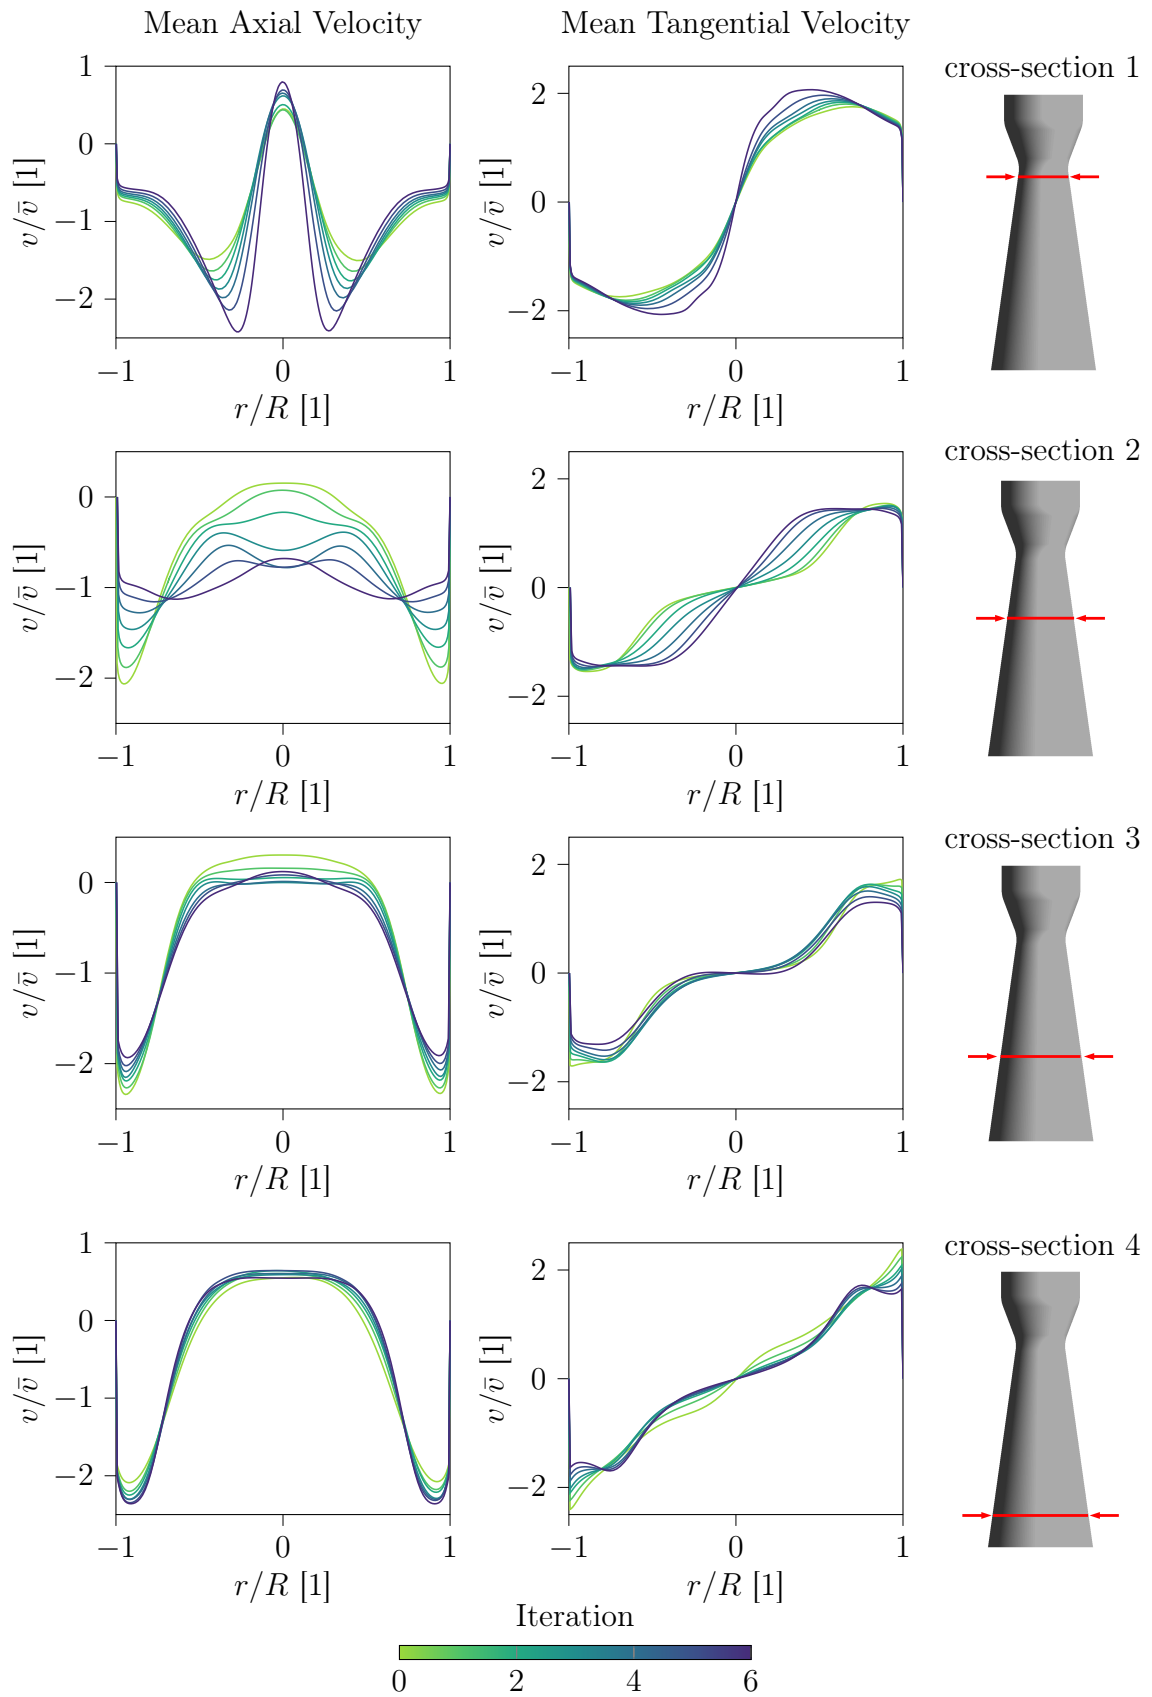 Mean Axial Velocity Mean Tangential Velocity
cross-section 1
1
0
−1
−2
v/v̄ [1]
−1 0 1
r/R [1]
2
0
−2
v/v̄ [1]
−1 0 1
r/R [1]
cross-section 2
0
−1
−2
v/v̄ [1]
−1 0 1
r/R [1]
2
0
−2
v/v̄ [1]
−1 0 1
r/R [1]
cross-section 3
0
−1
−2
v/v̄ [1]
−1 0 1
r/R [1]
2
0
−2
v/v̄ [1]
−1 0 1
r/R [1]
cross-section 4
1
0
−1
−2
v/v̄ [1]
−1 0 1
r/R [1]
2
0
−2
v/v̄ [1]
−1 0 1
r/R [1]
Iteration
0 2 4 6